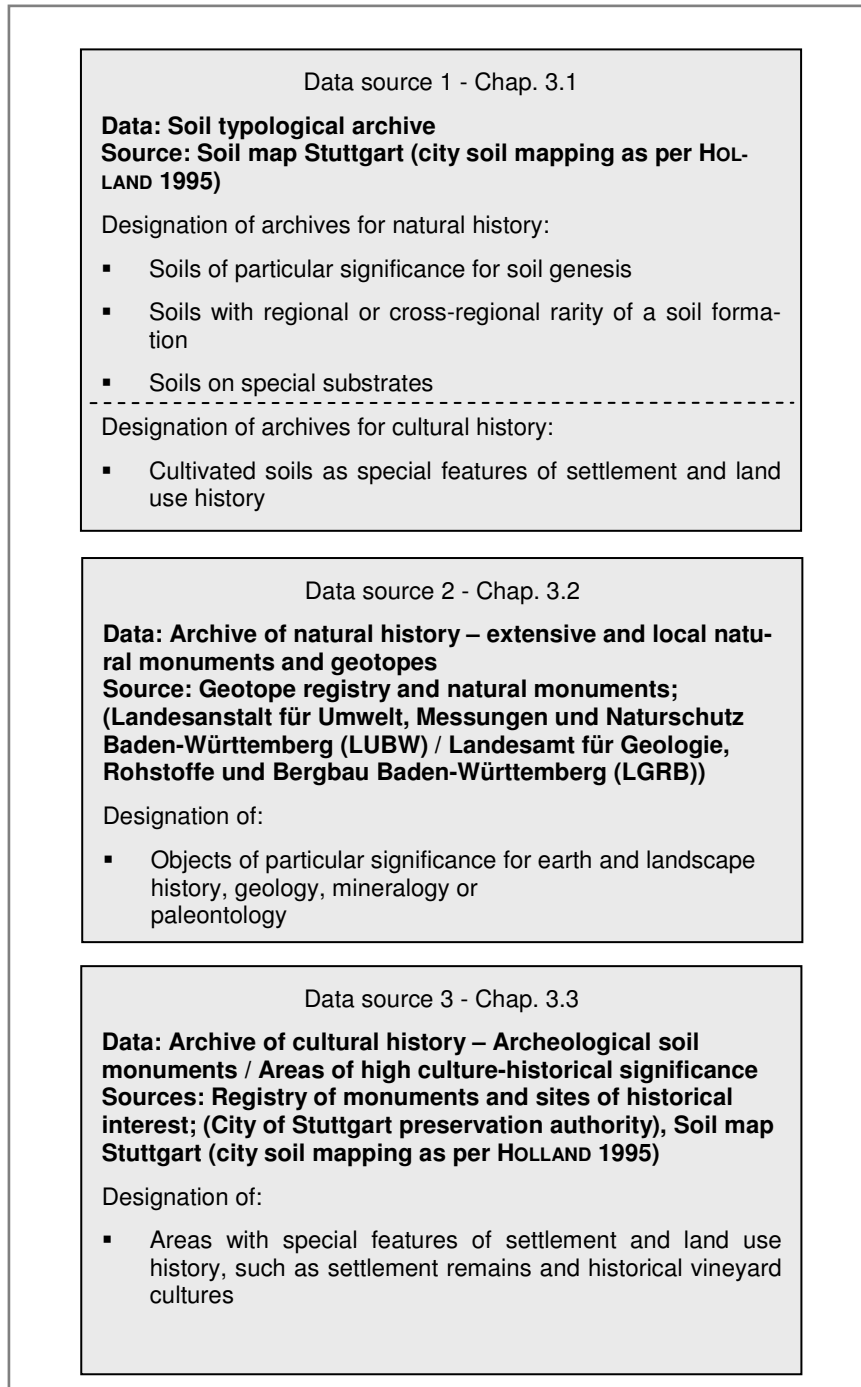 Data source 1 - Chap. 3.1
Data: Soil typological archive
Source: Soil map Stuttgart (city soil mapping as per HOL-
LAND 1995)
Designation of archives for natural history:
▪ Soils of particular significance for soil genesis
▪ Soils with regional or cross-regional rarity of a soil forma-
tion
▪ Soils on special substrates
Designation of archives for cultural history:
▪ Cultivated soils as special features of settlement and land
use history
Data source 2 - Chap. 3.2
Data: Archive of natural history – extensive and local natu-
ral monuments and geotopes
Source: Geotope registry and natural monuments;
(Landesanstalt für Umwelt, Messungen und Naturschutz
Baden-Württemberg (LUBW) / Landesamt für Geologie,
Rohstoffe und Bergbau Baden-Württemberg (LGRB))
Designation of:
▪ Objects of particular significance for earth and landscape
history, geology, mineralogy or
paleontology
Data source 3 - Chap. 3.3
Data: Archive of cultural history – Archeological soil
monuments / Areas of high culture-historical significance
Sources: Registry of monuments and sites of historical
interest; (City of Stuttgart preservation authority), Soil map
Stuttgart (city soil mapping as per HOLLAND 1995)
Designation of:
▪ Areas with special features of settlement and land use
history, such as settlement remains and historical vineyard
cultures